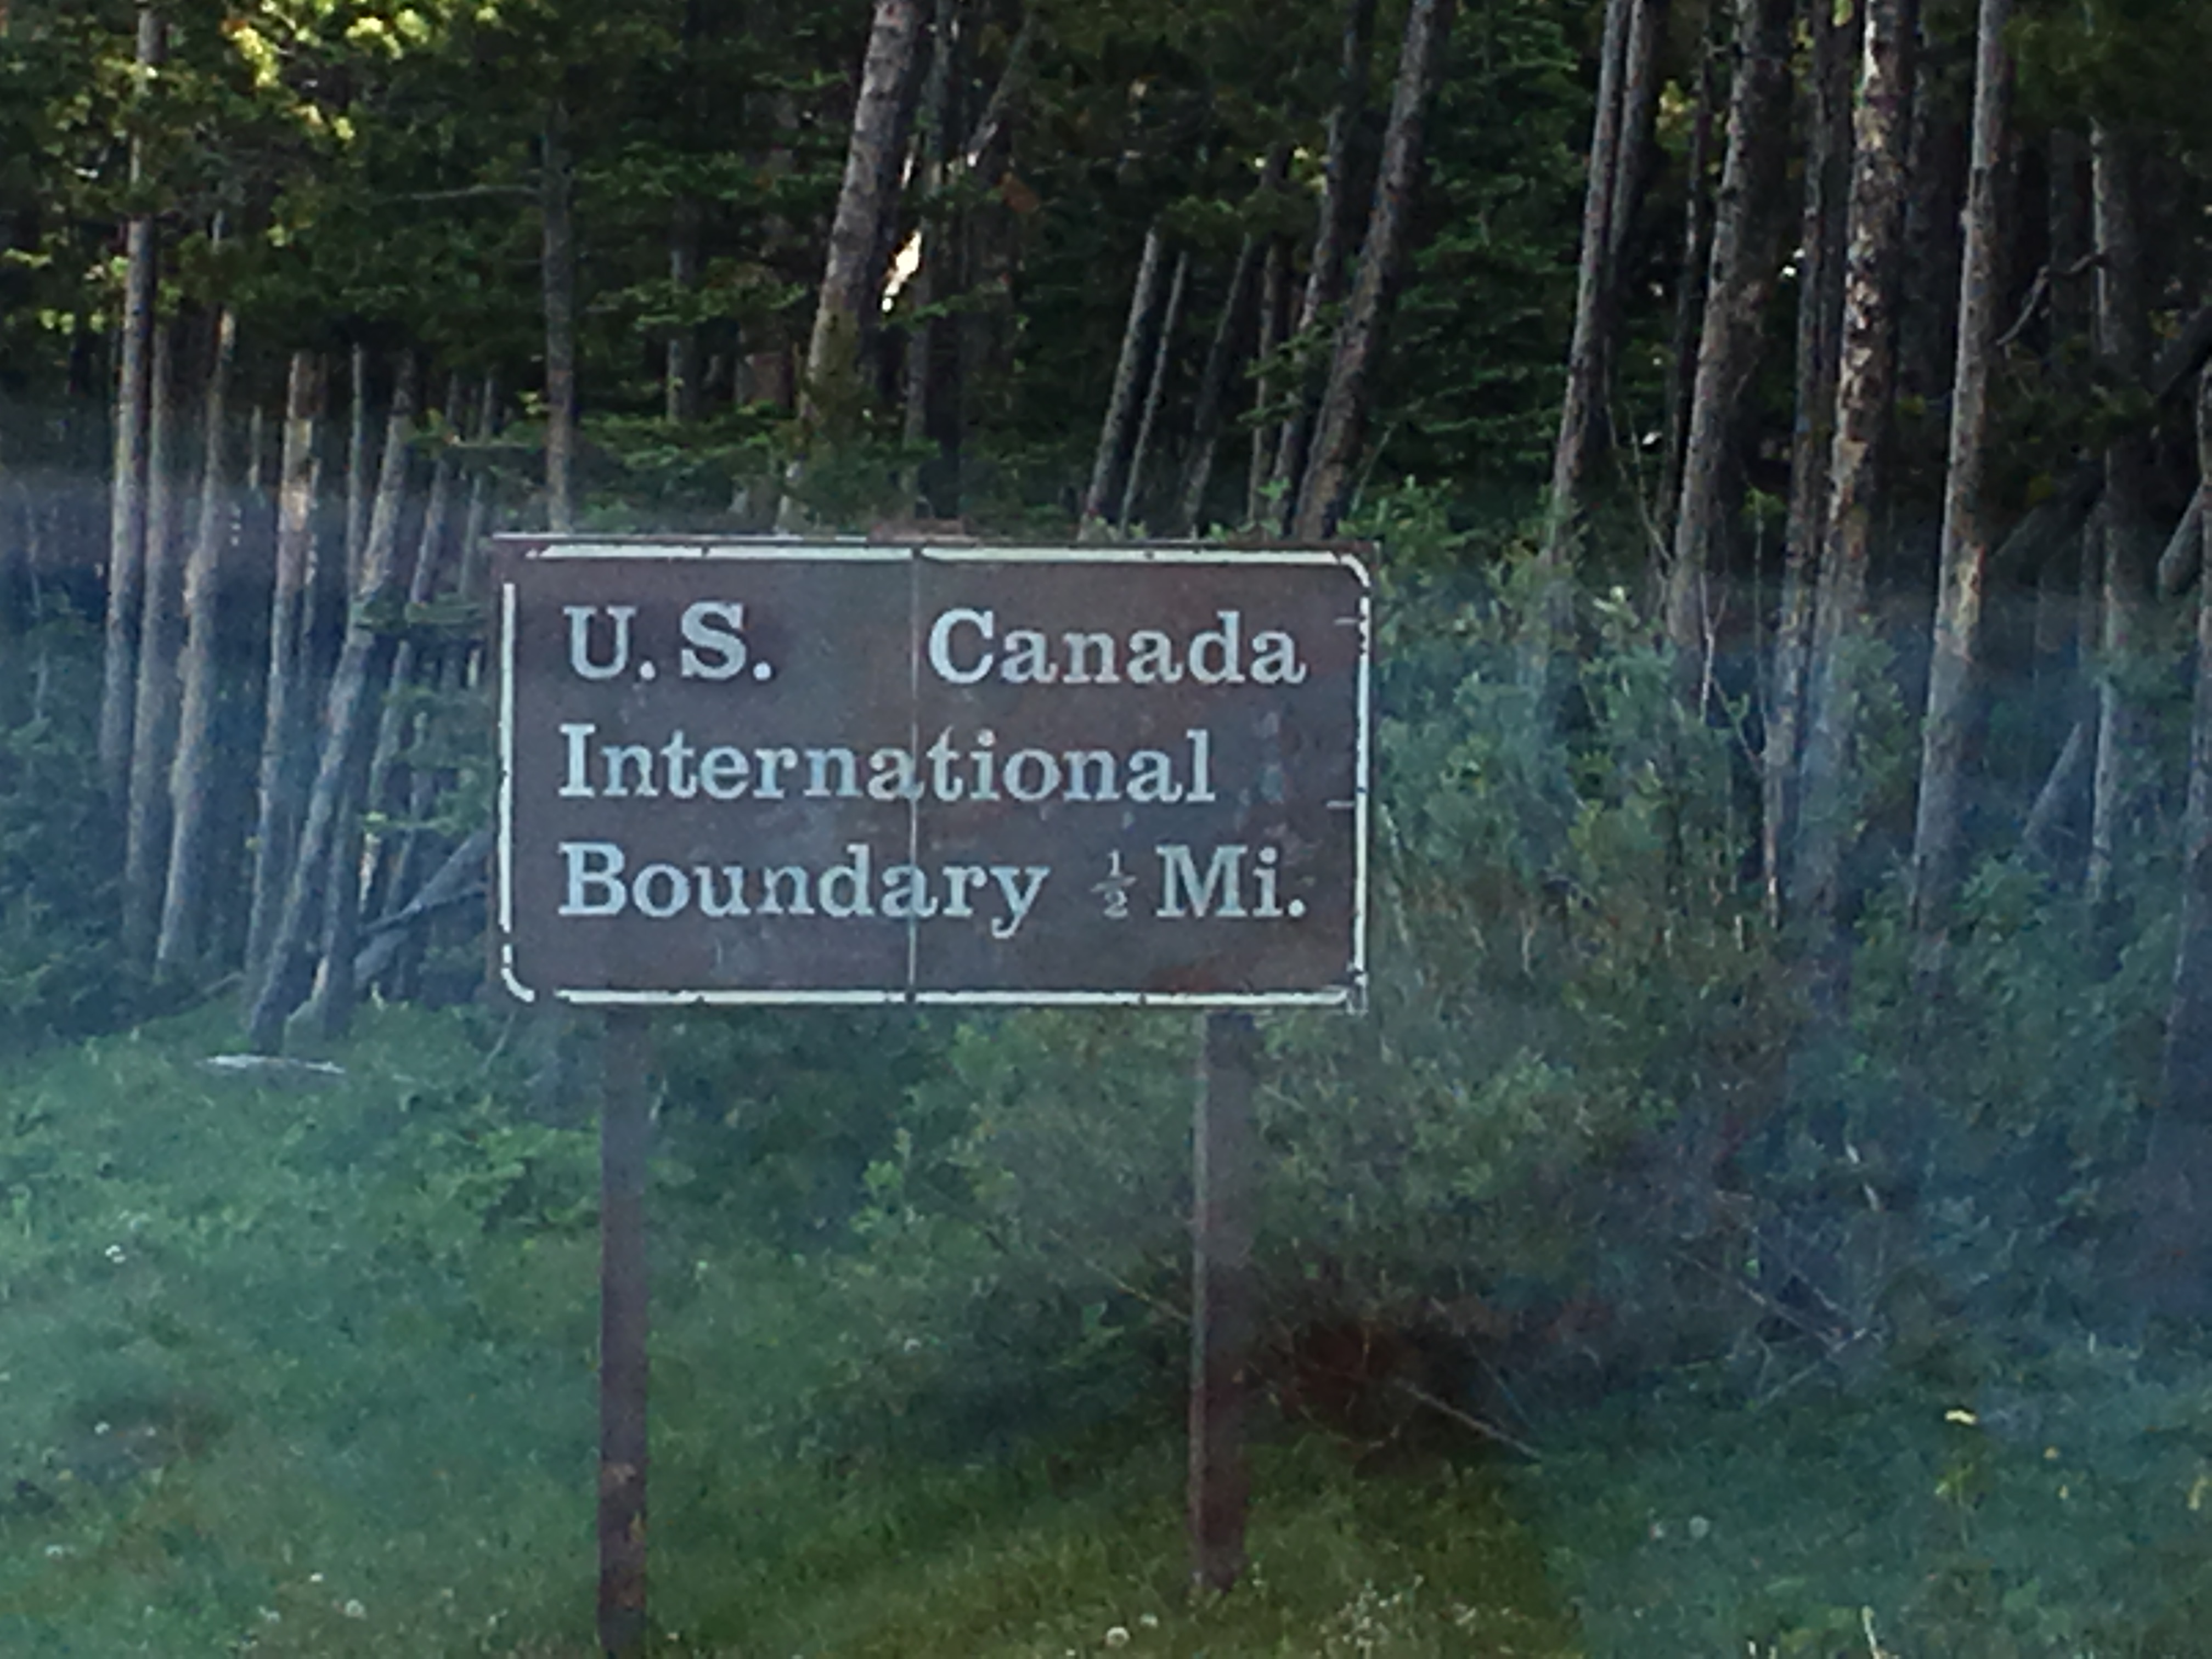 U.S. Canada
International
Boundary ½ Mi.